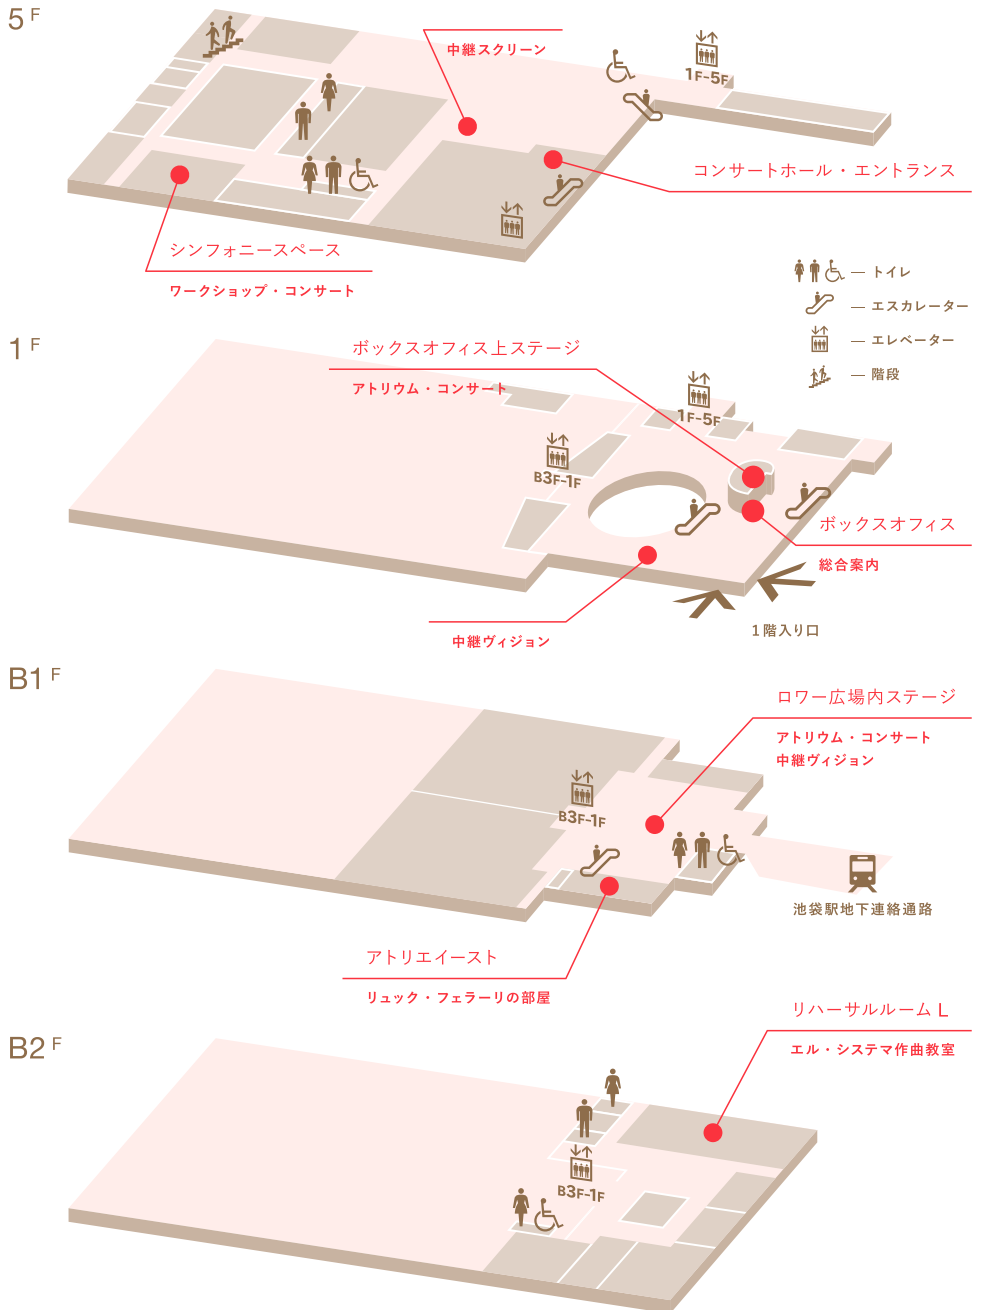 5 F
中継スクリーン
1F-5F
コンサートホール・エントランス
シンフォニースペース
ワークショップ・コンサート
トイレ
エスカレーター
エレベーター
階段
1 F
ボックスオフィス上ステージ
アトリウム・コンサート
1F-5F
B3F-1F
ボックスオフィス
総合案内
1階入り口
中継ヴィジョン
B1 F
ロワー広場内ステージ
アトリウム・コンサート
中継ヴィジョン
B3F-1F
池袋駅地下連絡通路
アトリエイースト
リュック・フェラーリの部屋
B2 F
リハーサルルーム L
エル・システマ作曲教室
B3F-1F